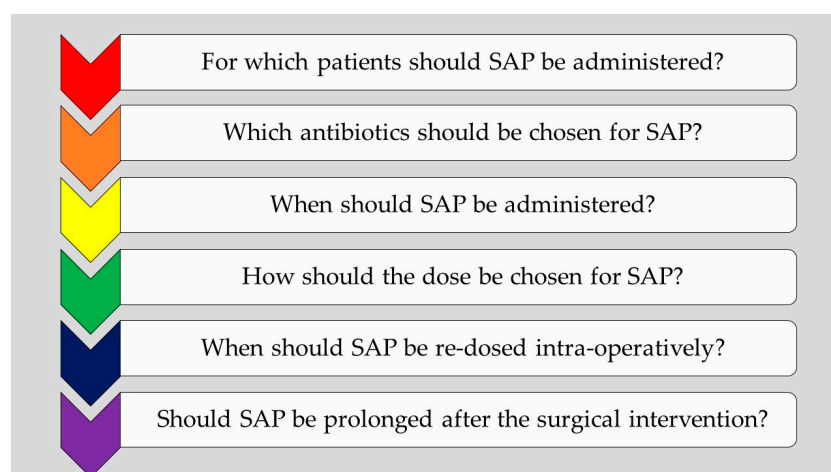 For which patients should SAP be administered?
Which antibiotics should be chosen for SAP?
When should SAP be administered?
How should the dose be chosen for SAP?
When should SAP be re-dosed intra-operatively?
Should SAP be prolonged after the surgical intervention?